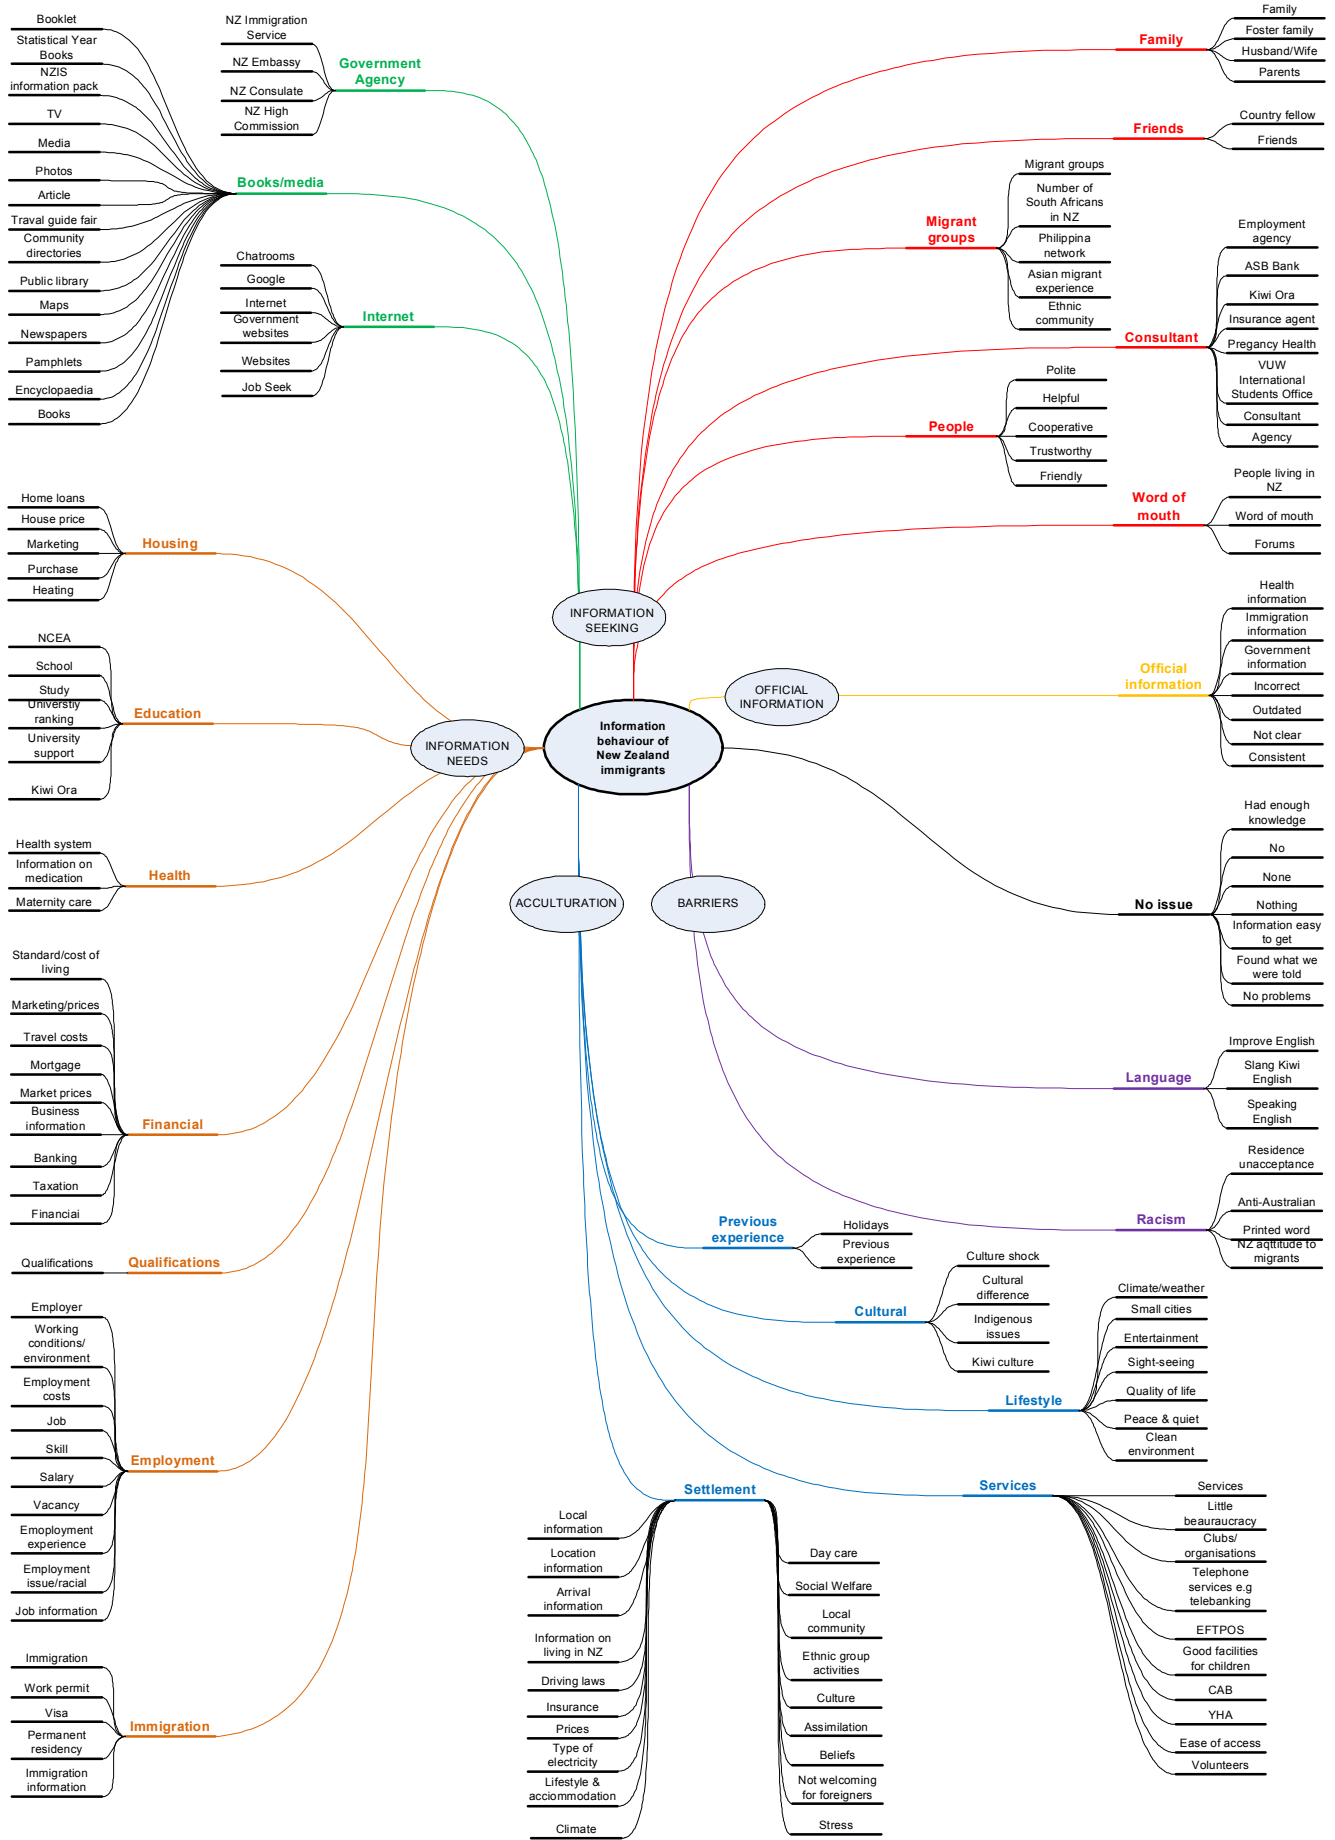 Booklet
Statistical Year
Books
NZIS
information pack
TV
Media
Photos
Article
Traval guide fair
Community
directories
Public library
Maps
Newspapers
Pamphlets
Encyclopaedia
Books
Books/media
NZ Immigration
Service
NZ Embassy
NZ Consulate
NZ High
Commission
Government
Agency
Chatrooms
Google
Internet
Government
websites
Websites
Job Seek
Internet
Family
Family
Foster family
Husband/Wife
Parents
Friends
Country fellow
Friends
Migrant
groups
Migrant groups
Number of
South Africans
in NZ
Philippina
network
Asian migrant
experience
Ethnic
community
Consultant
Employment
agency
ASB Bank
Kiwi Ora
Insurance agent
Pregancy Health
VUW
International
Students Office
Consultant
Agency
People
Polite
Helpful
Cooperative
Trustworthy
Friendly
Word of
mouth
People living in
NZ
Word of mouth
Forums
INFORMATION
SEEKING
OFFICIAL
INFORMATION
Official
information
Health
information
Immigration
information
Government
information
Incorrect
Outdated
Not clear
Consistent
Information
behaviour of
New Zealand
immigrants
INFORMATION
NEEDS
Home loans
House price
Marketing
Purchase
Heating
Housing
NCEA
School
Study
Universtiy
ranking
University
support
Kiwi Ora
Education
Health system
Information on
medication
Maternity care
Health
Standard/cost of
living
Marketing/prices
Travel costs
Mortgage
Market prices
Business
information
Banking
Taxation
Financiai
Financial
Qualifications
Qualifications
Employer
Working
conditions/
environment
Employment
costs
Job
Skill
Salary
Vacancy
Emoployment
experience
Employment
issue/racial
Job information
Employment
Immigration
Work permit
Visa
Permanent
residency
Immigration
information
Immigration
ACCULTURATION
BARRIERS
No issue
Had enough
knowledge
No
None
Nothing
Information easy
to get
Found what we
were told
No problems
Language
Improve English
Slang Kiwi
English
Speaking
English
Racism
Residence
unacceptance
Anti-Australian
Printed word
NZ aqttitude to
migrants
Previous
experience
Holidays
Previous
experience
Cultural
Culture shock
Cultural
difference
Indigenous
issues
Kiwi culture
Lifestyle
Climate/weather
Small cities
Entertainment
Sight-seeing
Quality of life
Peace & quiet
Clean
environment
Services
Services
Little
beauraucracy
Clubs/
organisations
Telephone
services e.g
telebanking
EFTPOS
Good facilities
for children
CAB
YHA
Ease of access
Volunteers
Settlement
Local
information
Location
information
Arrival
information
Information on
living in NZ
Driving laws
Insurance
Prices
Type of
electricity
Lifestyle &
acciommodation
Climate
Day care
Social Welfare
Local
community
Ethnic group
activities
Culture
Assimilation
Beliefs
Not welcoming
for foreigners
Stress